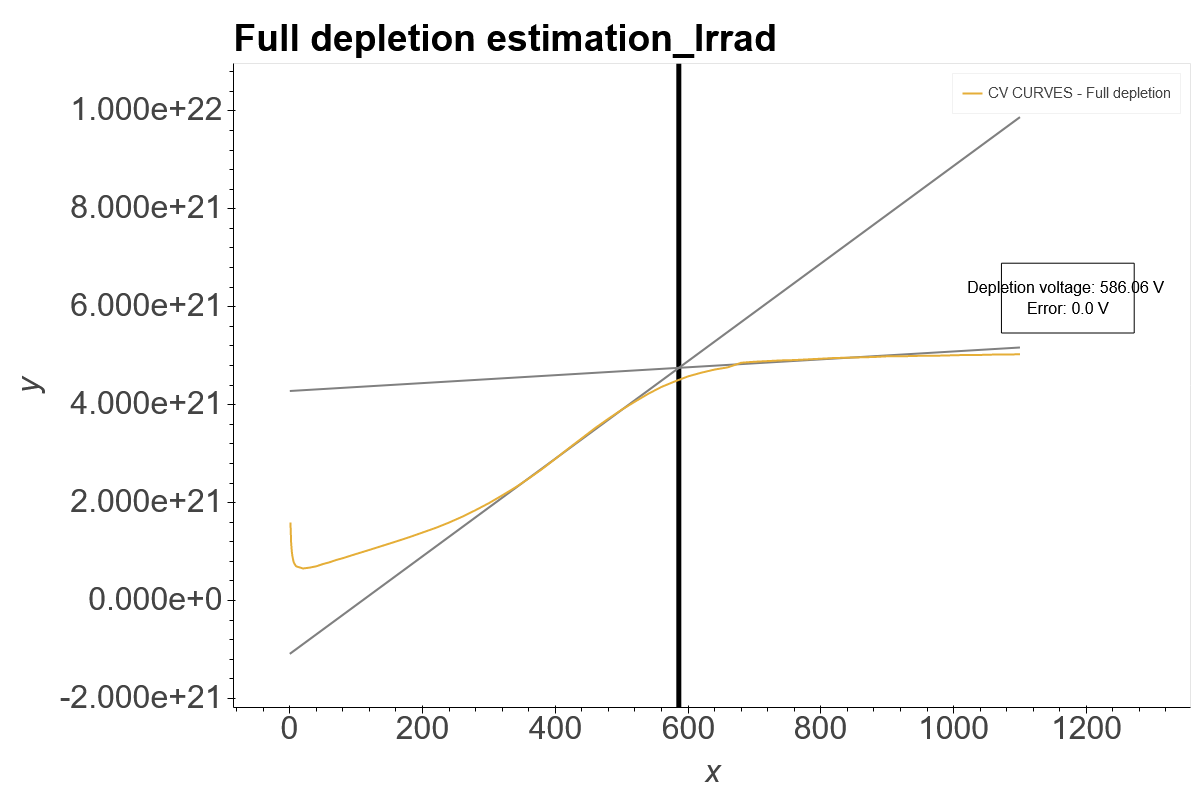 Full depletion estimation_Irrad
CV CURVES - Full depletion
1.000e+22
8.000e+21
6.000e+21
4.000e+21
2.000e+21
0.000e+0
-2.000e+21
y
Depletion voltage: 586.06 V
Error: 0.0 V
0 200 400 600 800 1000 1200
x